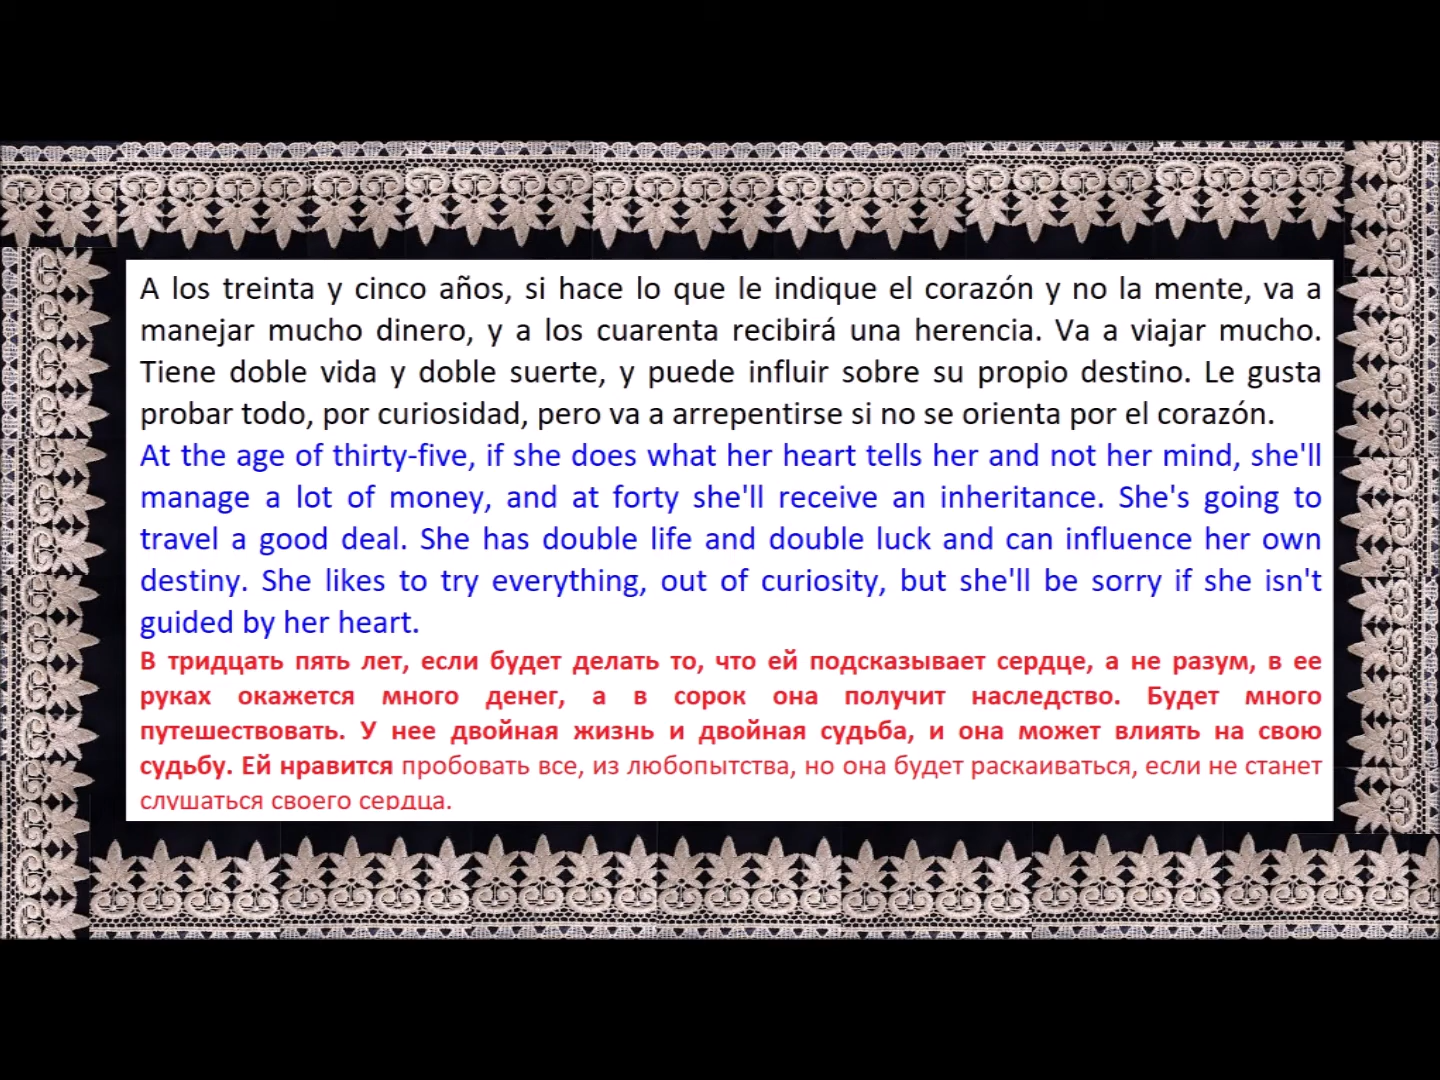 A los treinta y cinco años, si hace lo que le indique el corazón y no la mente, va a
manejar mucho dinero, y a los cuarenta recibirá una herencia. Va a viajar mucho.
Tiene doble vida y doble suerte, y puede influir sobre su propio destino. Le gusta
probar todo, por curiosidad, pero va a arrepentirse si no se orienta por el corazón.
At the age of thirty-five, if she does what her heart tells her and not her mind, she'll
manage a lot of money, and at forty she'll receive an inheritance. She's going to
travel a good deal. She has double life and double luck and can influence her own
destiny. She likes to try everything, out of curiosity, but she'll be sorry if she isn't
guided by her heart.
В тридцать пять лет, если будет делать то, что ей подсказывает сердце, а не разум, в ее
руках окажется много денег, а в сорок она получит наследство. Будет много
путешествовать. У нее двойная жизнь и двойная судьба, и она может влиять на свою
судьбу. Ей нравится пробовать все, из любопытства, но она будет раскаиваться, если не станет
слушаться своего сердца.